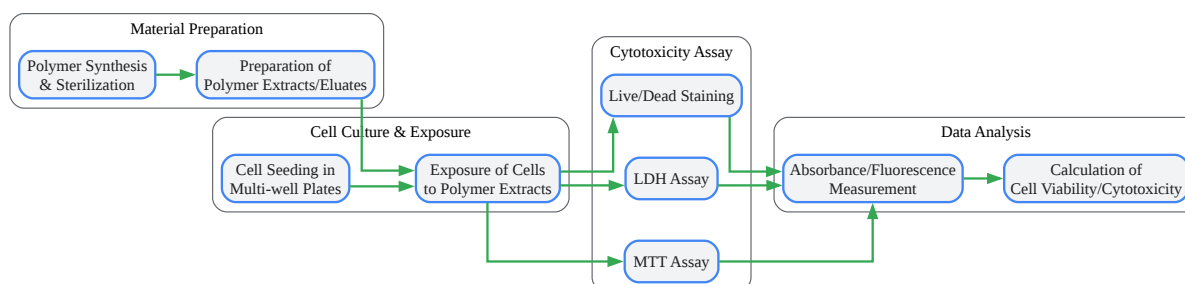 Material Preparation
Polymer Synthesis
& Sterilization
Preparation of
Polymer Extracts/Eluates
Cell Culture & Exposure
Cell Seeding in
Multi-well Plates
Exposure of Cells
to Polymer Extracts
Cytotoxicity Assay
Live/Dead Staining
LDH Assay
MTT Assay
Data Analysis
Absorbance/Fluorescence
Measurement
Calculation of
Cell Viability/Cytotoxicity